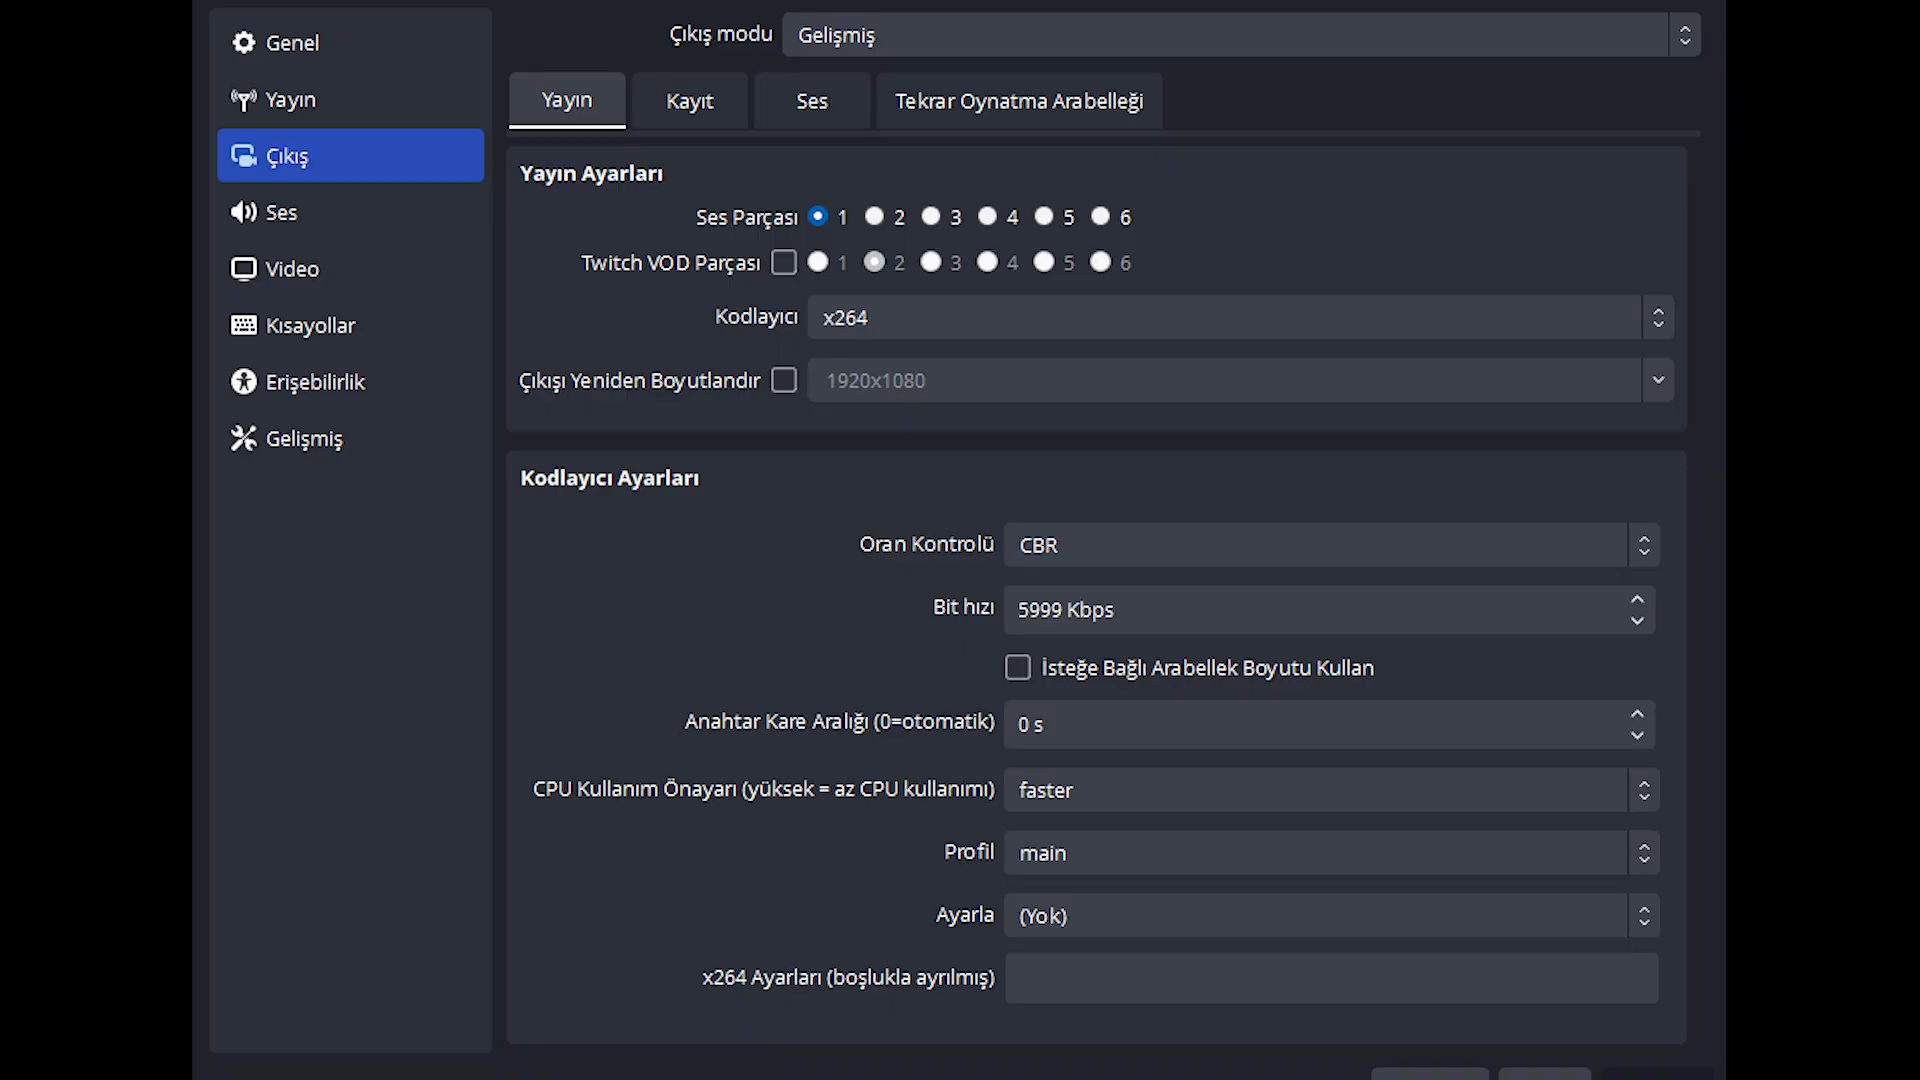 Genel
Yayın
Çıkış
Ses
Video
Kısayollar
Erişebilirlik
Gelişmiş
Çıkış modu Gelişmiş
Yayın Kayıt Ses Tekrar Oynatma Arabelleği
Yayın Ayarları
Ses Parçası 1 2 3 4 5 6
Twitch VOD Parçası 1 2 3 4 5 6
Kodlayıcı x264
Çıkışı Yeniden Boyutlandır 1920x1080
Kodlayıcı Ayarları
Oran Kontrolü CBR
Bit hızı 5999 Kbps
İsteğe Bağlı Arabellek Boyutu Kullan
Anahtar Kare Aralığı (0=otomatik) 0 s
CPU Kullanım Önayarı (yüksek = az CPU kullanımı) faster
Profil main
Ayarla (Yok)
x264 Ayarları (boşlukla ayrılmış)